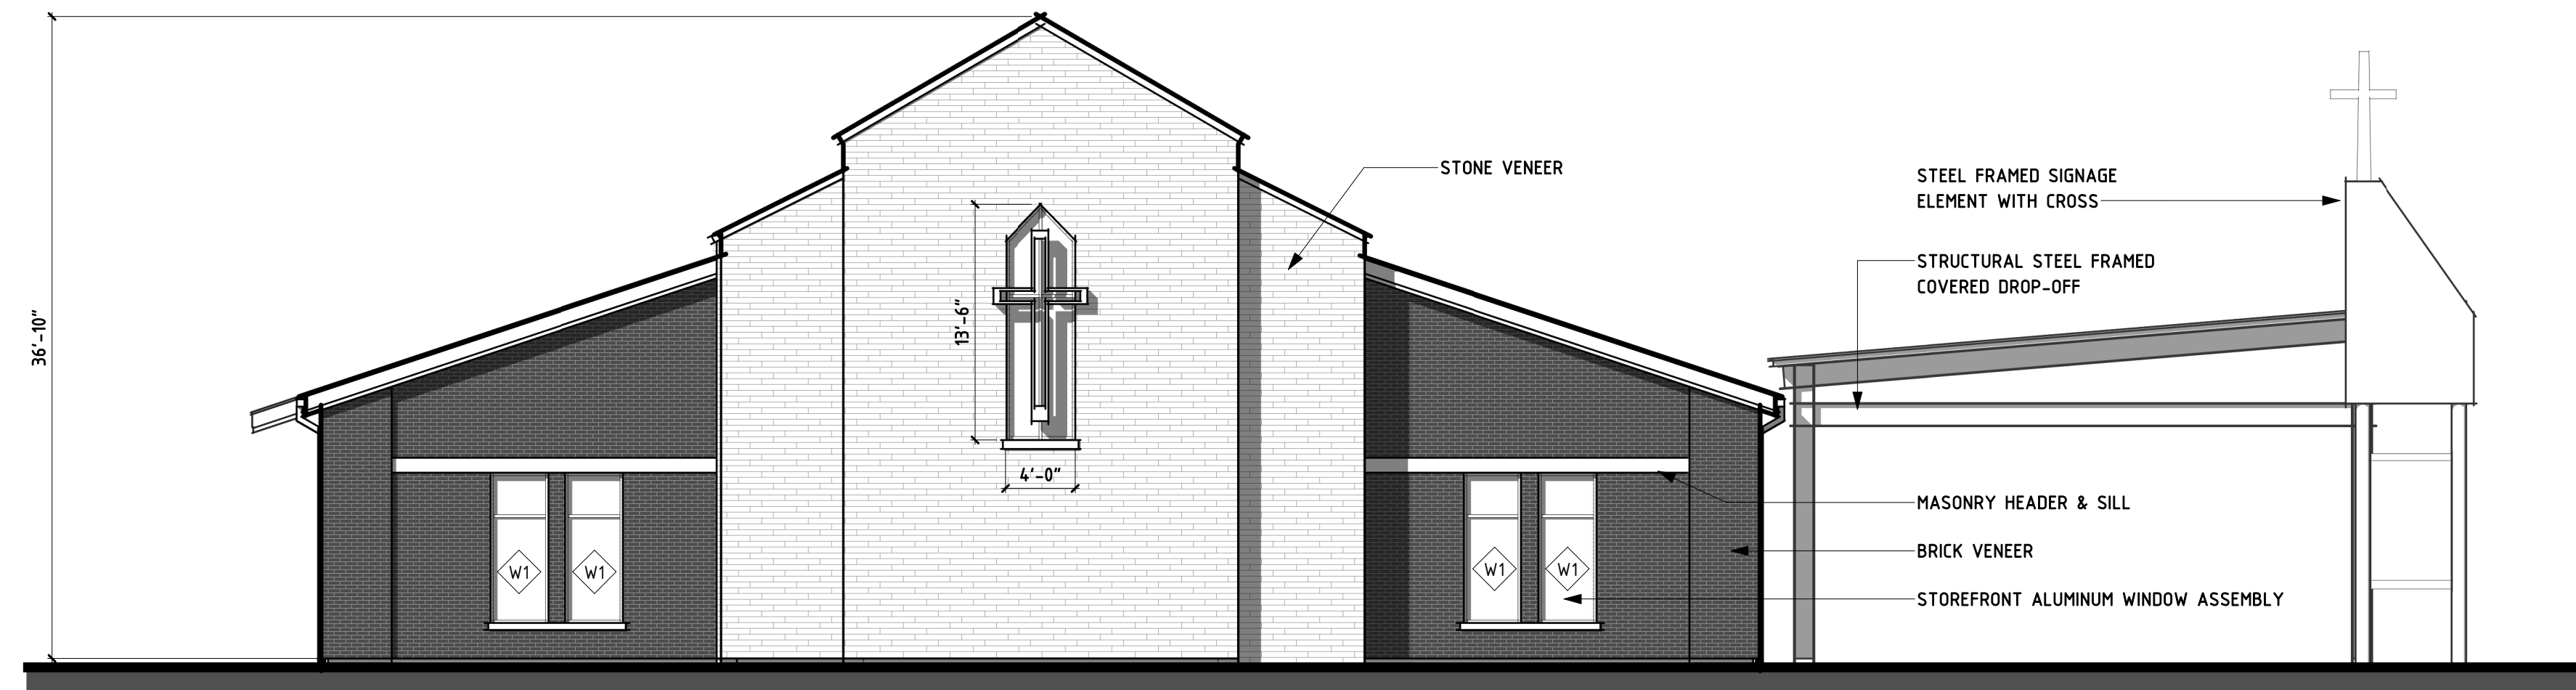 36'-10"
13'-6"
4'-0"
W1
W1
W1
W1
STONE VENEER
STEEL FRAMED SIGNAGE
ELEMENT WITH CROSS
STRUCTURAL STEEL FRAMED
COVERED DROP-OFF
MASONRY HEADER & SILL
BRICK VENEER
STOREFRONT ALUMINUM WINDOW ASSEMBLY